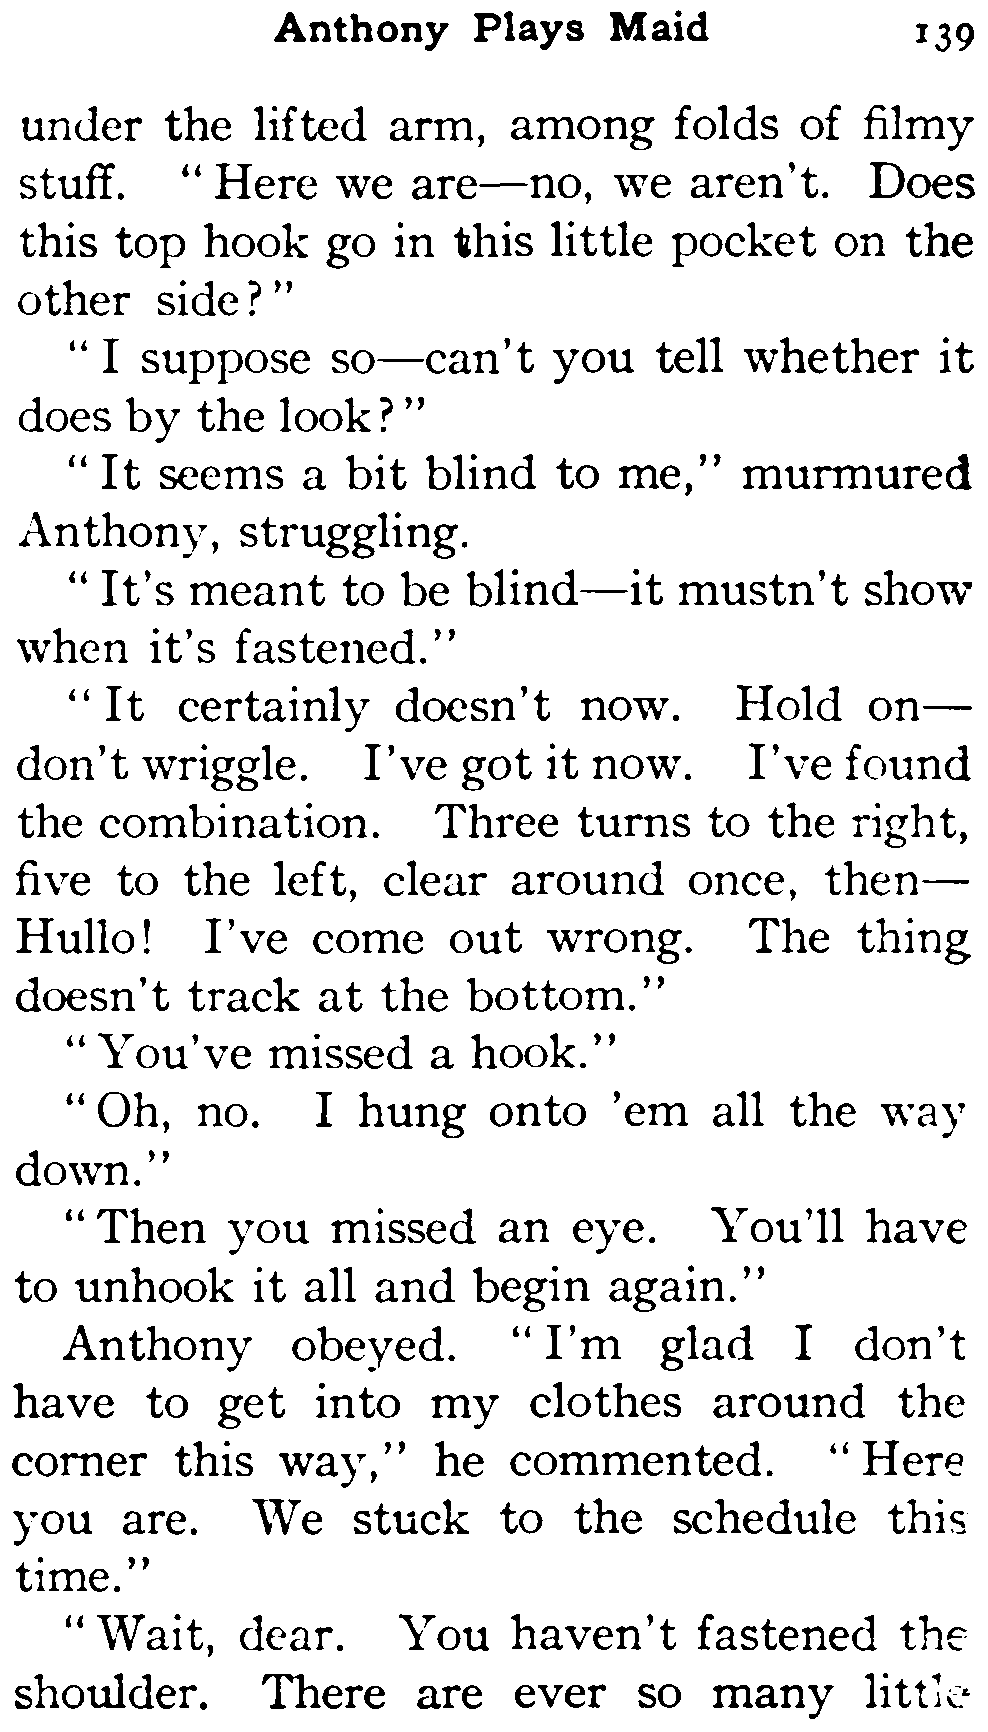 Anthony Plays Maid 139
under the lifted arm, among folds of filmy
stuff. "Here we are—no, we aren't. Does
this top hook go in this little pocket on the
other side?"
"I suppose so—can't you tell whether it
does by the look?"
"It seems a bit blind to me," murmured
Anthony, struggling.
"It's meant to be blind—it mustn't show
when it's fastened."
"It certainly doesn't now. Hold on—
don't wriggle. I've got it now. I've found
the combination. Three turns to the right,
five to the left, clear around once, then—
Hullo! I've come out wrong. The thing
doesn't track at the bottom."
"You've missed a hook."
"Oh, no. I hung onto 'em all the way
down."
"Then you missed an eye. You'll have
to unhook it all and begin again."
Anthony obeyed. "I'm glad I don't
have to get into my clothes around the
corner this way," he commented. "Here
you are. We stuck to the schedule this
time."
"Wait, dear. You haven't fastened the
shoulder. There are ever so many little